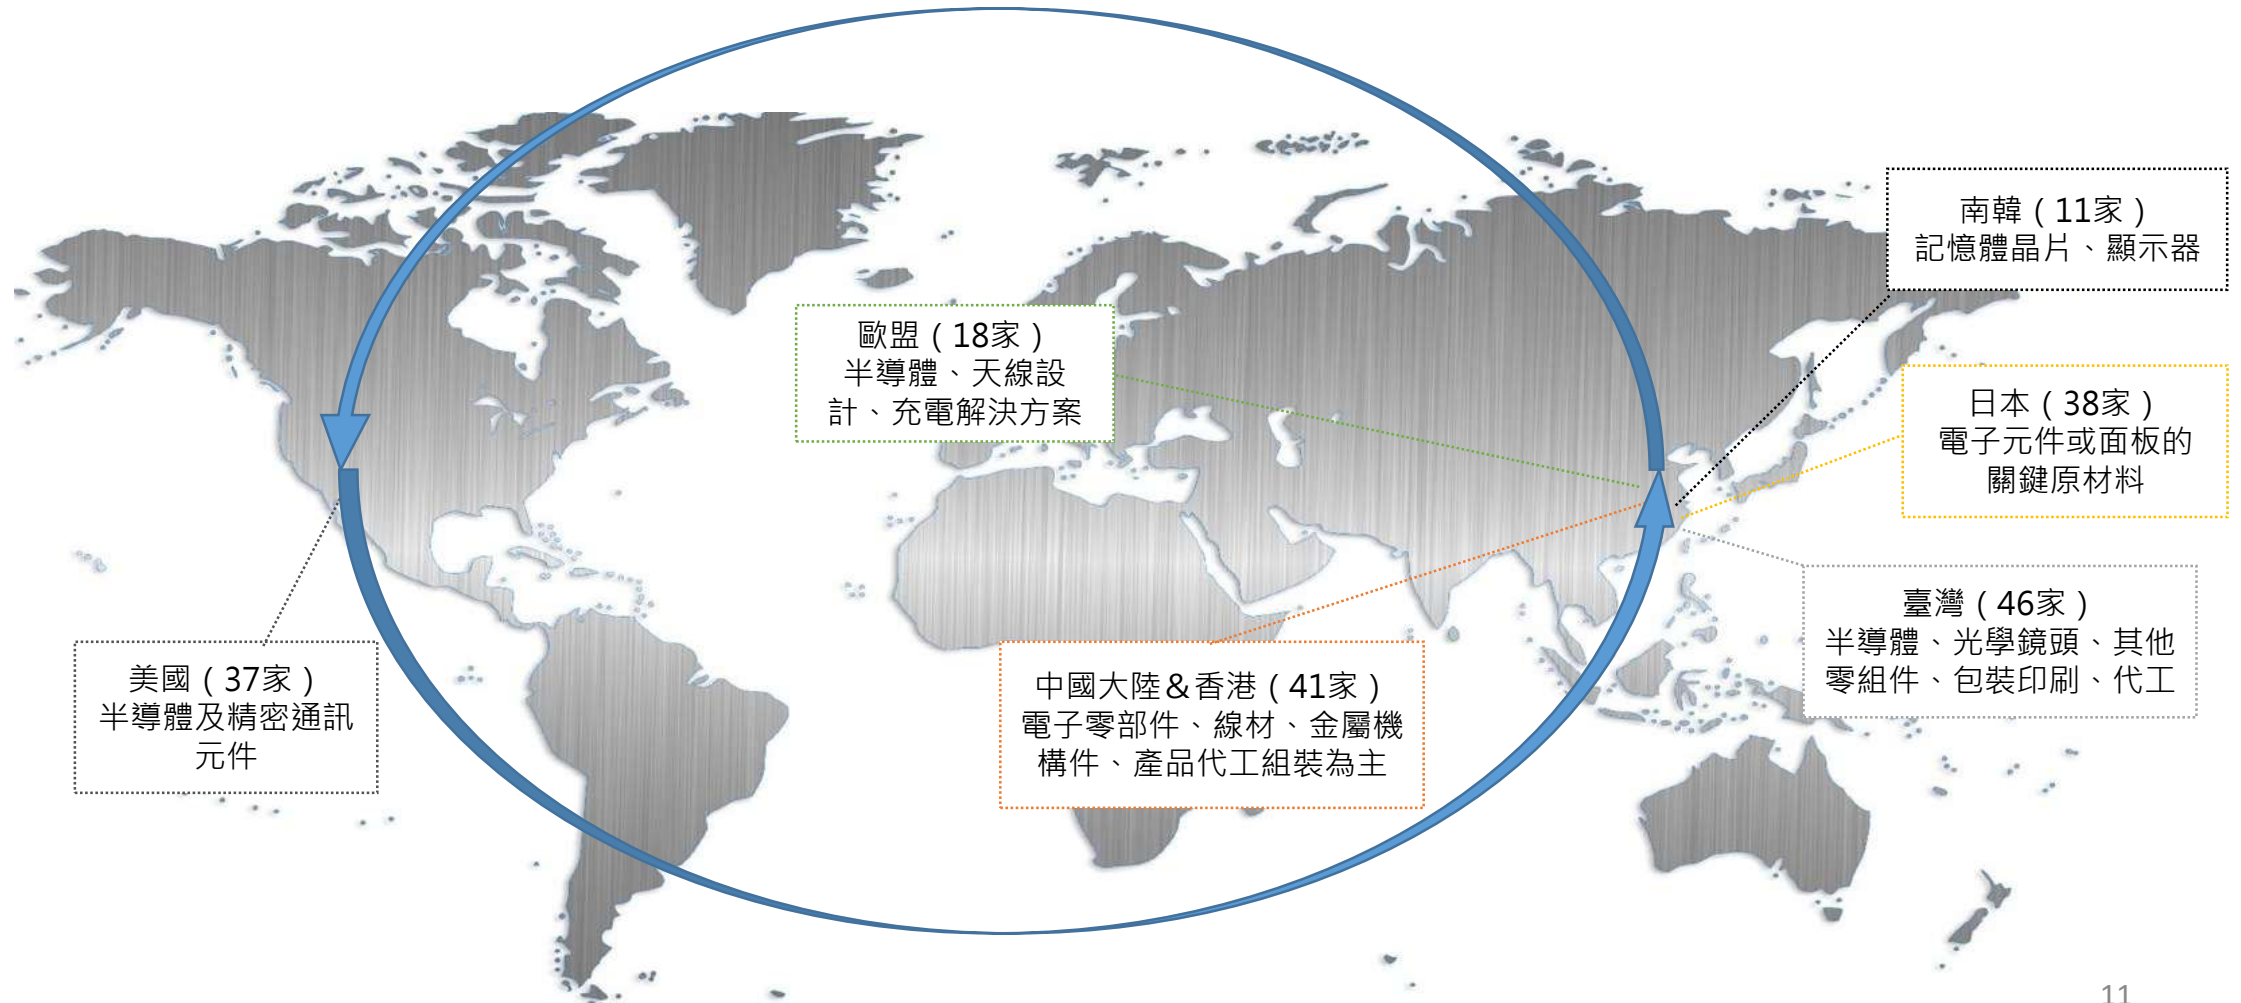 南韓（11家）
記憶體晶片、顯示器
歐盟（18家）
半導體、天線設
計、充電解決方案
日本（38家）
電子元件或面板的
關鍵原材料
臺灣（46家）
半導體、光學鏡頭、其他
零組件、包裝印刷、代工
美國（37家）
半導體及精密通訊
元件
中國大陸＆香港（41家）
電子零部件、線材、金屬機
構件、產品代工組裝為主
11